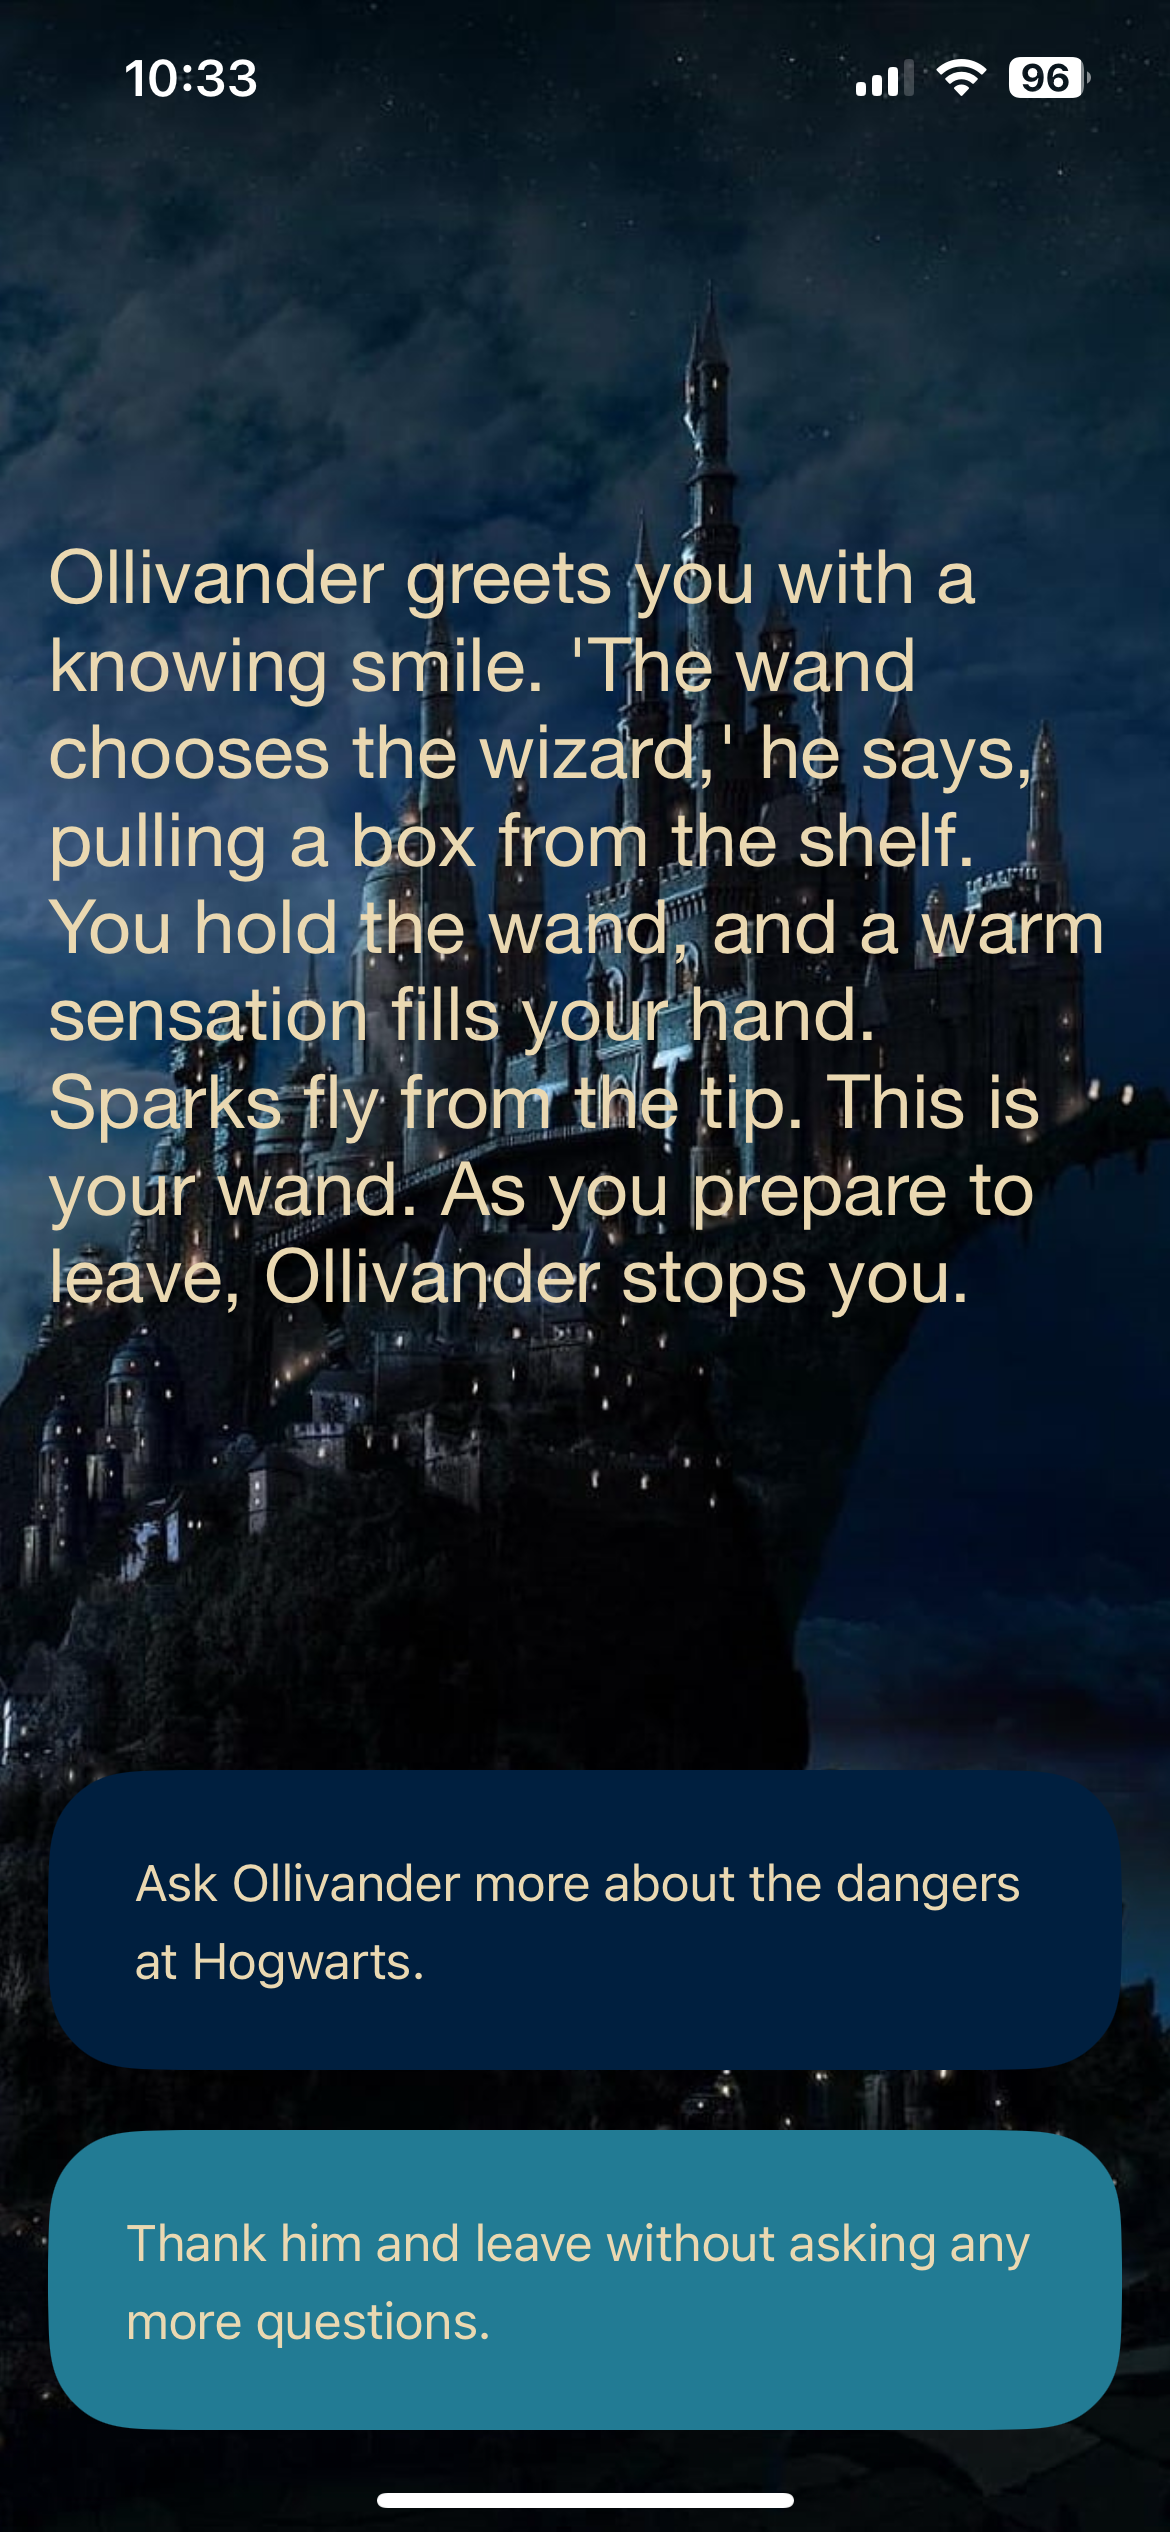 10:33
96
Ollivander greets you with a
knowing smile. 'The wand
chooses the wizard,' he says,
pulling a box from the shelf.
You hold the wand, and a warm
sensation fills your hand.
Sparks fly from the tip. This is
your wand. As you prepare to
leave, Ollivander stops you.
Ask Ollivander more about the dangers
at Hogwarts.
Thank him and leave without asking any
more questions.